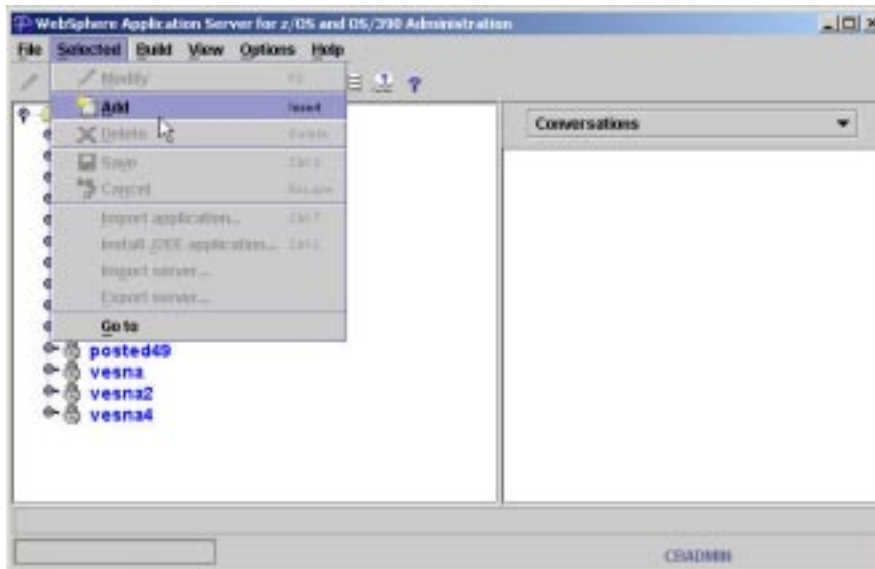 WebSphere Application Server for z/OS and OS/390 Administration
File Selected Build View Options Help
Modify F2
Add Insert
Delete Delete
Save Ctrl-S
Cancel Escape
Import application...
Install J2EE application...
Import server...
Export server...
Go to
Conversations
posted49
vesna
vesna2
vesna4
CBADMIN